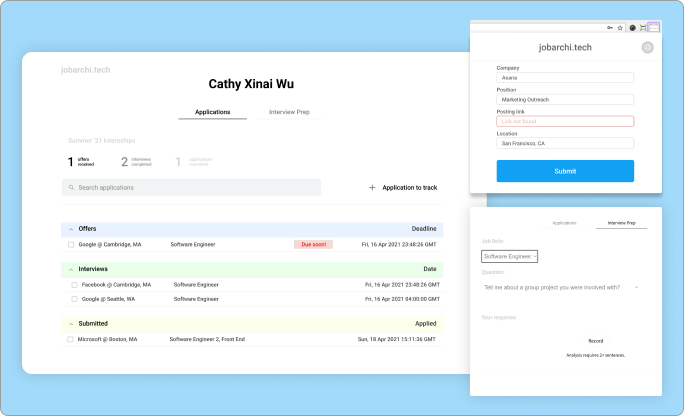 jobarchi.tech
Cathy Xinai Wu
Applications
Interview Prep
Summer '21 Internships
1 offers received
2 interviews completed
1 applications submitted
Search applications
+ Application to track
Offers Deadline
Google @ Cambridge, MA Software Engineer Due soon! Fri, 16 Apr 2021 23:48:26 GMT
Interviews Date
Facebook @ Cambridge, MA Software Engineer Fri, 16 Apr 2021 23:48:26 GMT
Google @ Seattle, WA Software Engineer Fri, 16 Apr 2021 04:00:00 GMT
Submitted Applied
Microsoft @ Boston, MA Software Engineer 2, Front End Sun, 18 Apr 2021 15:11:36 GMT
jobarchi.tech
Company
Asana
Position
Marketing Outreach
Posting link
Link not found
Location
San Francisco, CA
Submit
Applications
Interview Prep
Job Role:
Software Engineer
Question:
Tell me about a group project you were involved with?
Your response
Record
Analysis requires 2+ sentences.